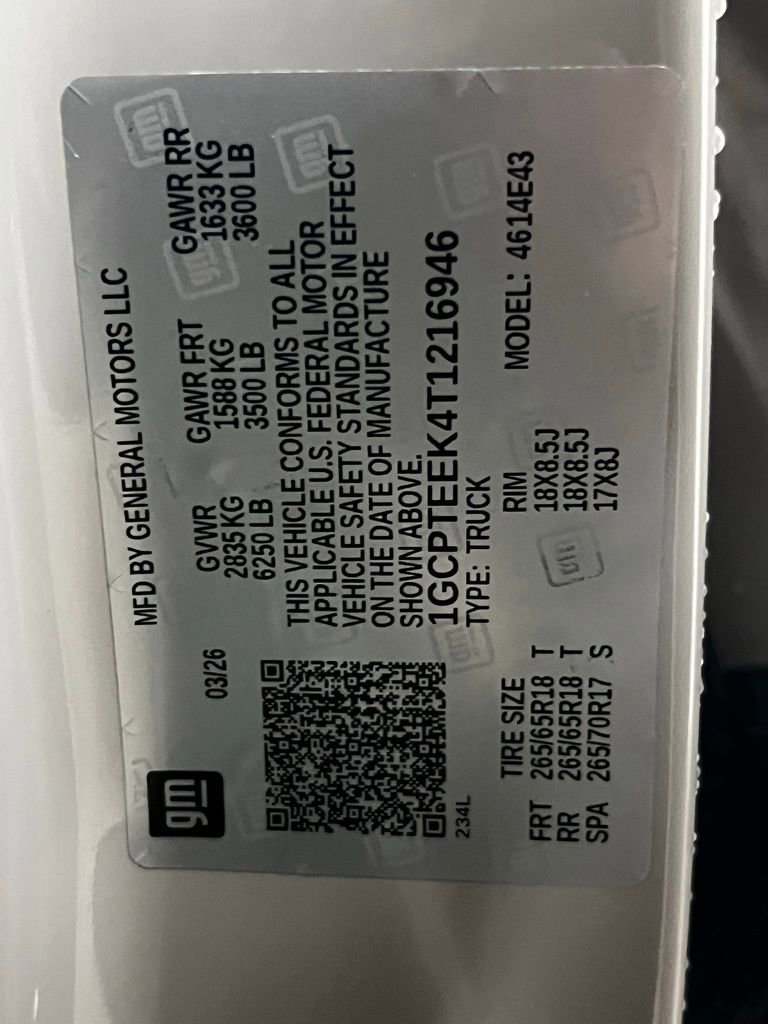 gm
03/26
MFD BY GENERAL MOTORS LLC
GVWR GAWR FRT GAWR RR
2835 KG 1588 KG 1633 KG
6250 LB 3500 LB 3600 LB
THIS VEHICLE CONFORMS TO ALL
APPLICABLE U.S. FEDERAL MOTOR
VEHICLE SAFETY STANDARDS IN EFFECT
ON THE DATE OF MANUFACTURE
SHOWN ABOVE.
1GCPTEEK4T1216946
TYPE: TRUCK MODEL: 4614E43
234L
TIRE SIZE RIM
FRT 265/65R18 T 18X8.5J
RR 265/65R18 T 18X8.5J
SPA 265/70R17 S 17X8J